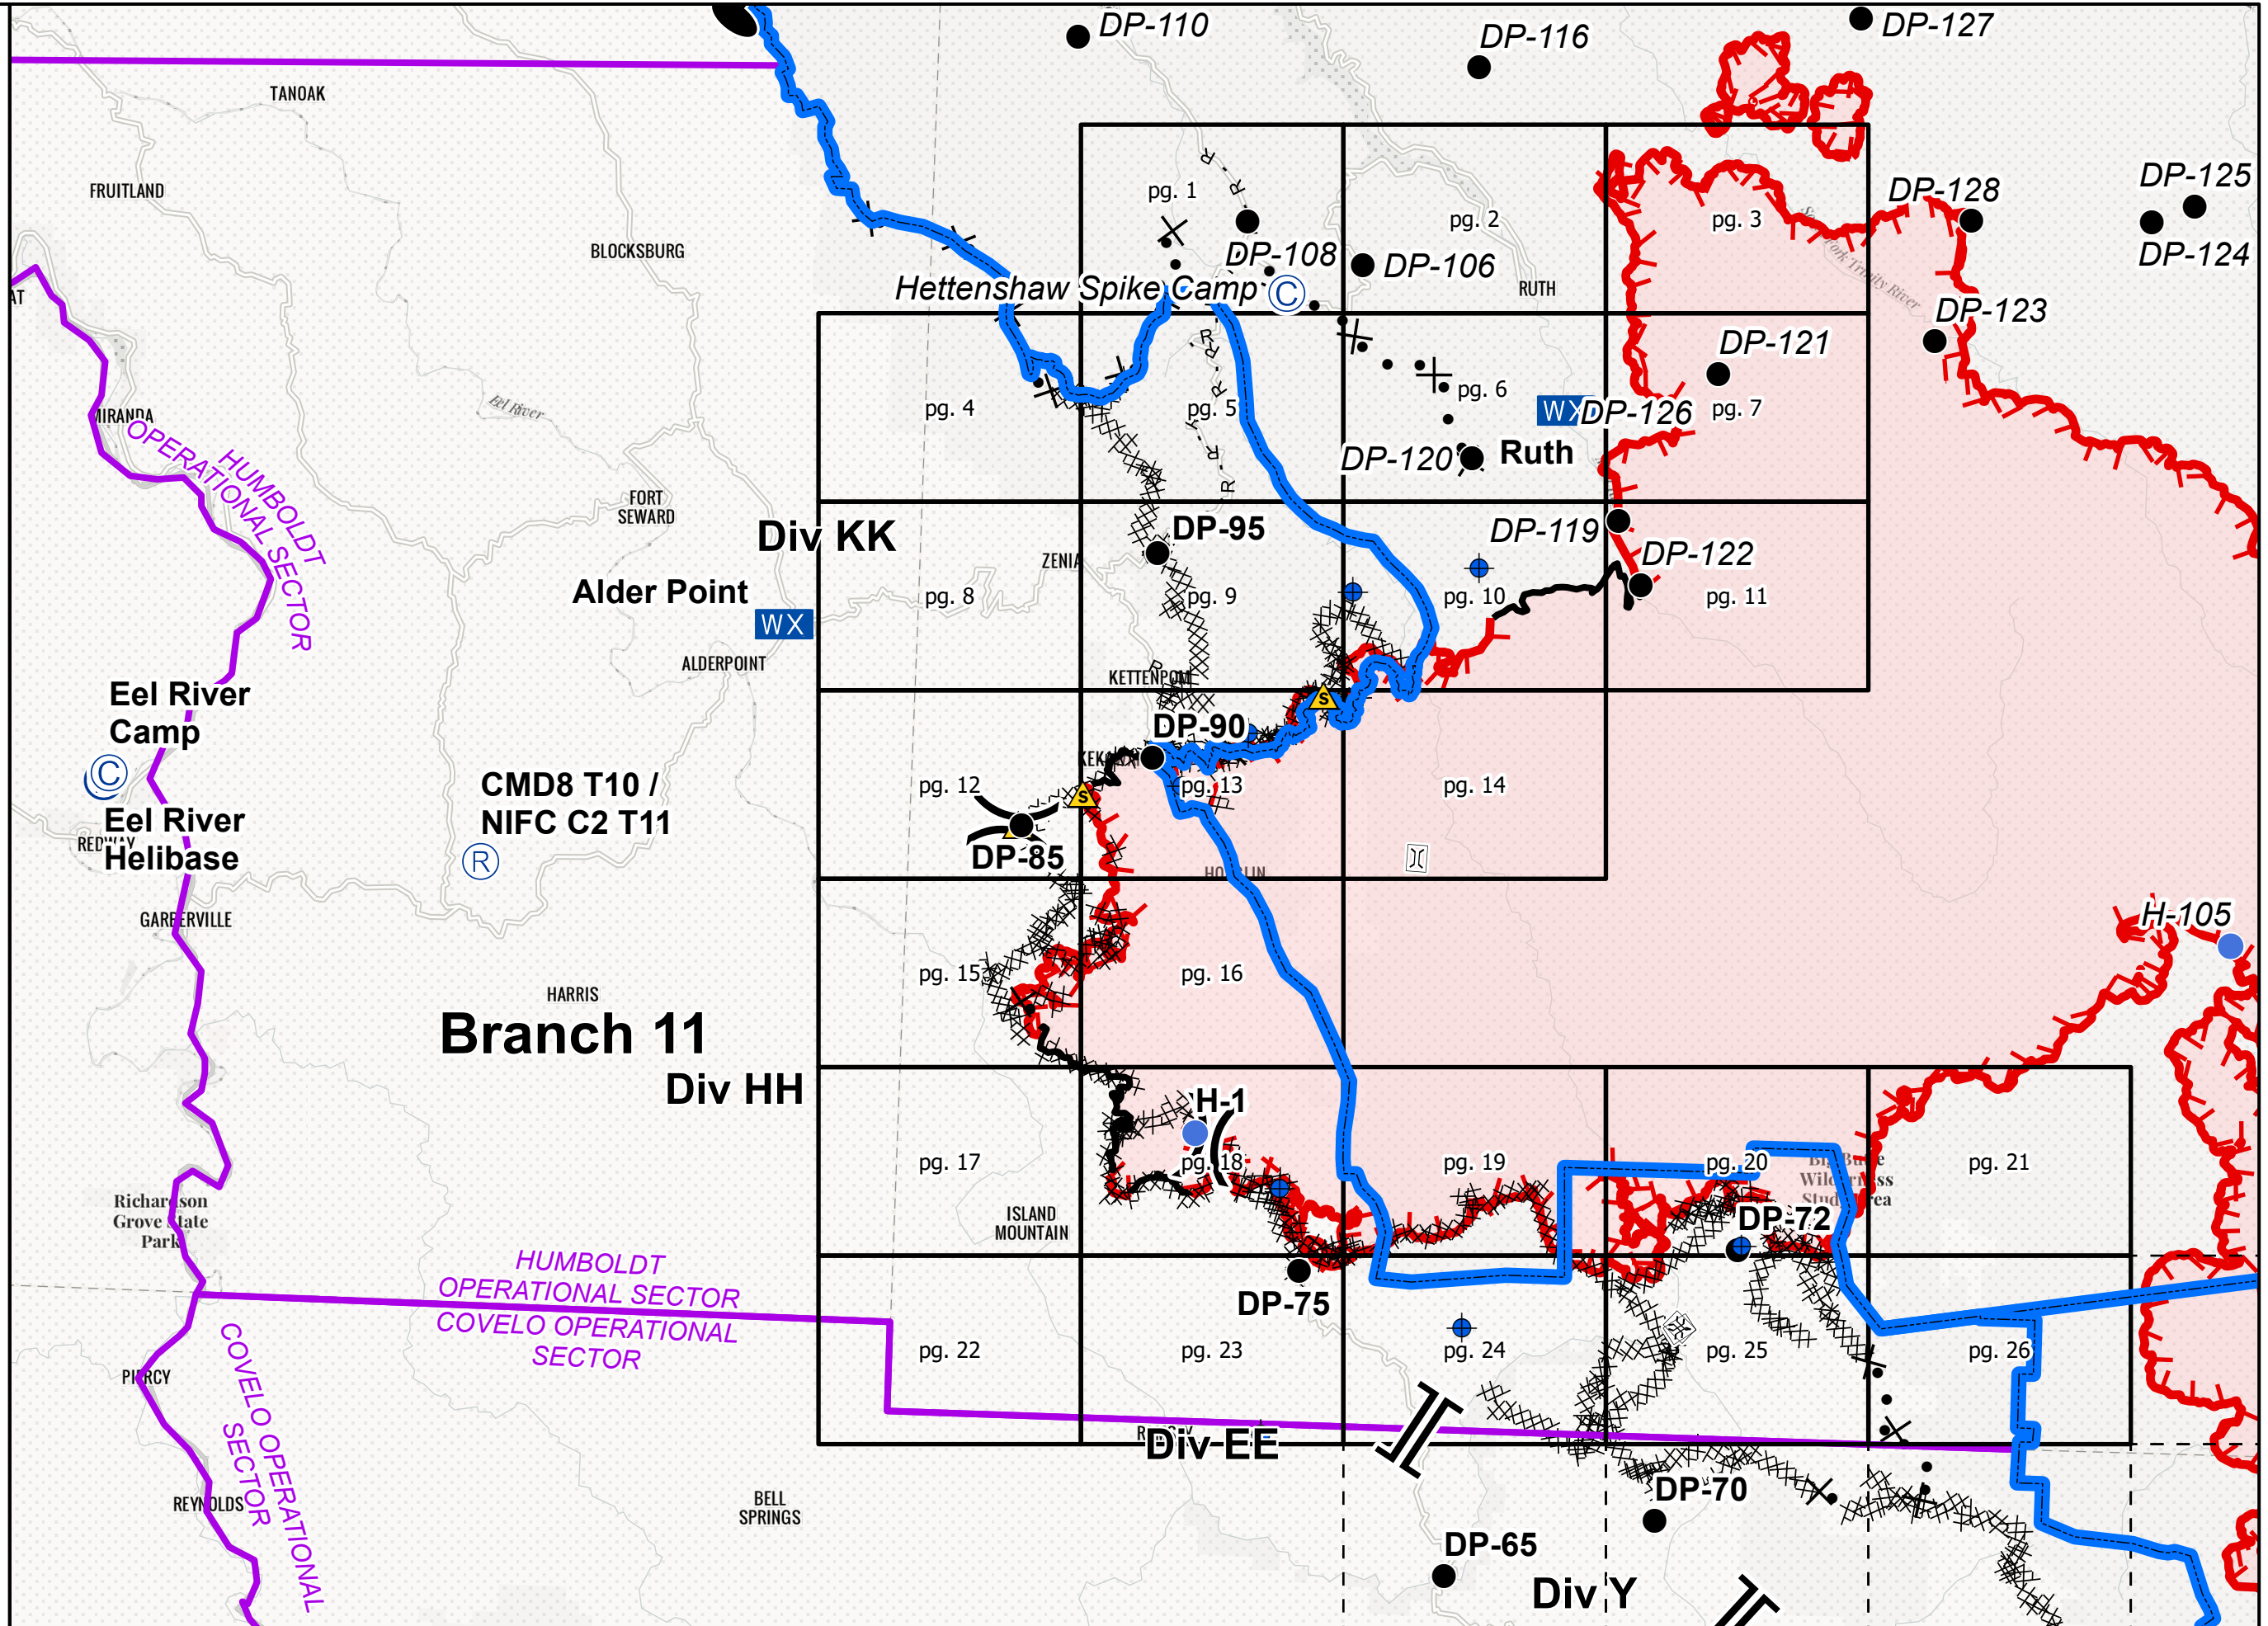 DP-110
DP-116
DP-127
TANOAK
FRUITLAND
BLOCKSBURG
pg. 1
pg. 2
pg. 3
DP-128
DP-125
DP-124
DP-108
DP-106
RUTH
Hettenshaw Spike Camp
C
DP-123
DP-121
MIRANDA
Eel River
pg. 4
pg. 5
pg. 6
WX
DP-126
pg. 7
HUMBOLDT
OPERATIONAL SECTOR
DP-120
Ruth
FORT
SEWARD
Div KK
DP-95
DP-119
DP-122
ZENIA
Alder Point
WX
pg. 8
pg. 9
pg. 10
pg. 11
ALDERPOINT
KETTENPOM
Eel River
Camp
C
S
DP-90
CMD8 T10 /
NIFC C2 T11
R
pg. 12
S
pg. 13
pg. 14
Eel River
Helibase
REDWAY
DP-85
GARBERVILLE
H-105
HARRIS
pg. 15
pg. 16
Branch 11
Div HH
H-1
pg. 17
pg. 18
pg. 19
pg. 20
pg. 21
Richardson
Grove State
Park
ISLAND
MOUNTAIN
DP-72
HUMBOLDT
OPERATIONAL SECTOR
COVELO OPERATIONAL
SECTOR
DP-75
pg. 22
pg. 23
pg. 24
pg. 25
pg. 26
PIERCY
COVELO OPERATIONAL
SECTOR
Div EE
REYNOLDS
BELL
SPRINGS
DP-70
DP-65
Div Y